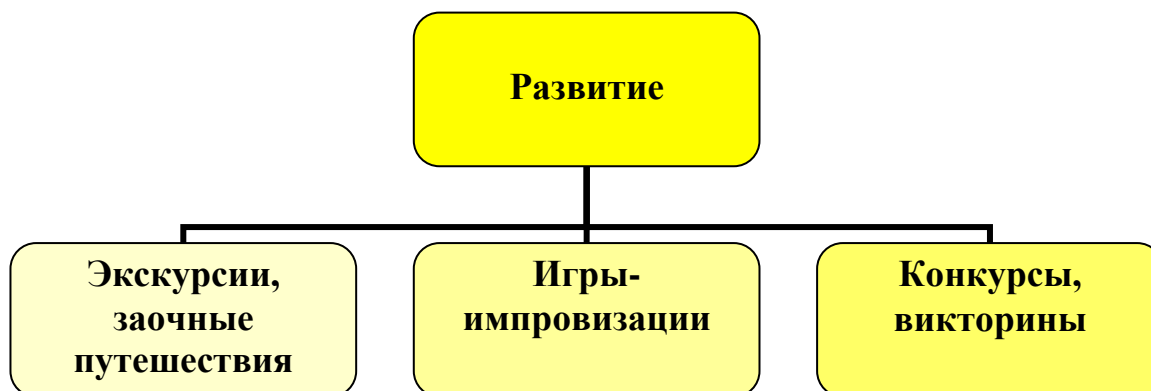 Развитие
Экскурсии,
заочные
путешествия
Игры-
импровизации
Конкурсы,
викторины